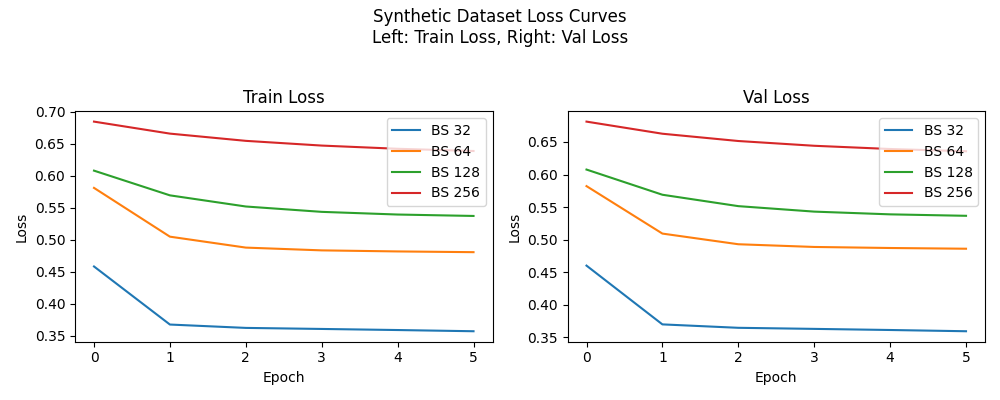 Synthetic Dataset Loss Curves
Left: Train Loss, Right: Val Loss
Train Loss
Loss
0.70
0.65
0.60
0.55
0.50
0.45
0.40
0.35
BS 32
BS 64
BS 128
BS 256
0 1 2 3 4 5
Epoch
Val Loss
Loss
0.65
0.60
0.55
0.50
0.45
0.40
0.35
BS 32
BS 64
BS 128
BS 256
0 1 2 3 4 5
Epoch